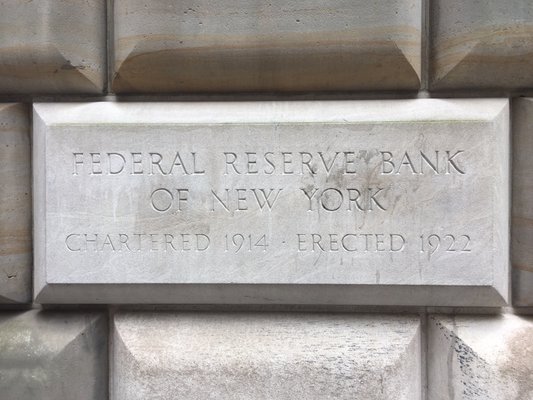 FEDERAL RESERVE BANK
OF NEW YORK
CHARTERED 1914 · ERECTED 1922